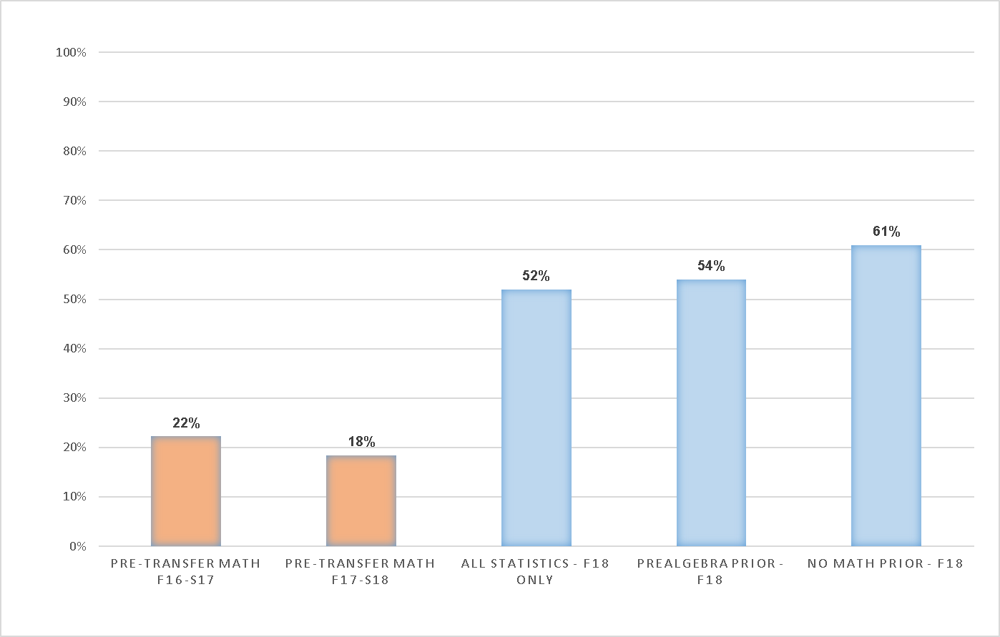 100%
90%
80%
70%
60%
50%
40%
30%
20%
10%
0%
22%
18%
52%
54%
61%
PRE-TRANSFER MATH
F16-S17
PRE-TRANSFER MATH
F17-S18
ALL STATISTICS - F18
ONLY
PREALGEBRA PRIOR -
F18
NO MATH PRIOR - F18